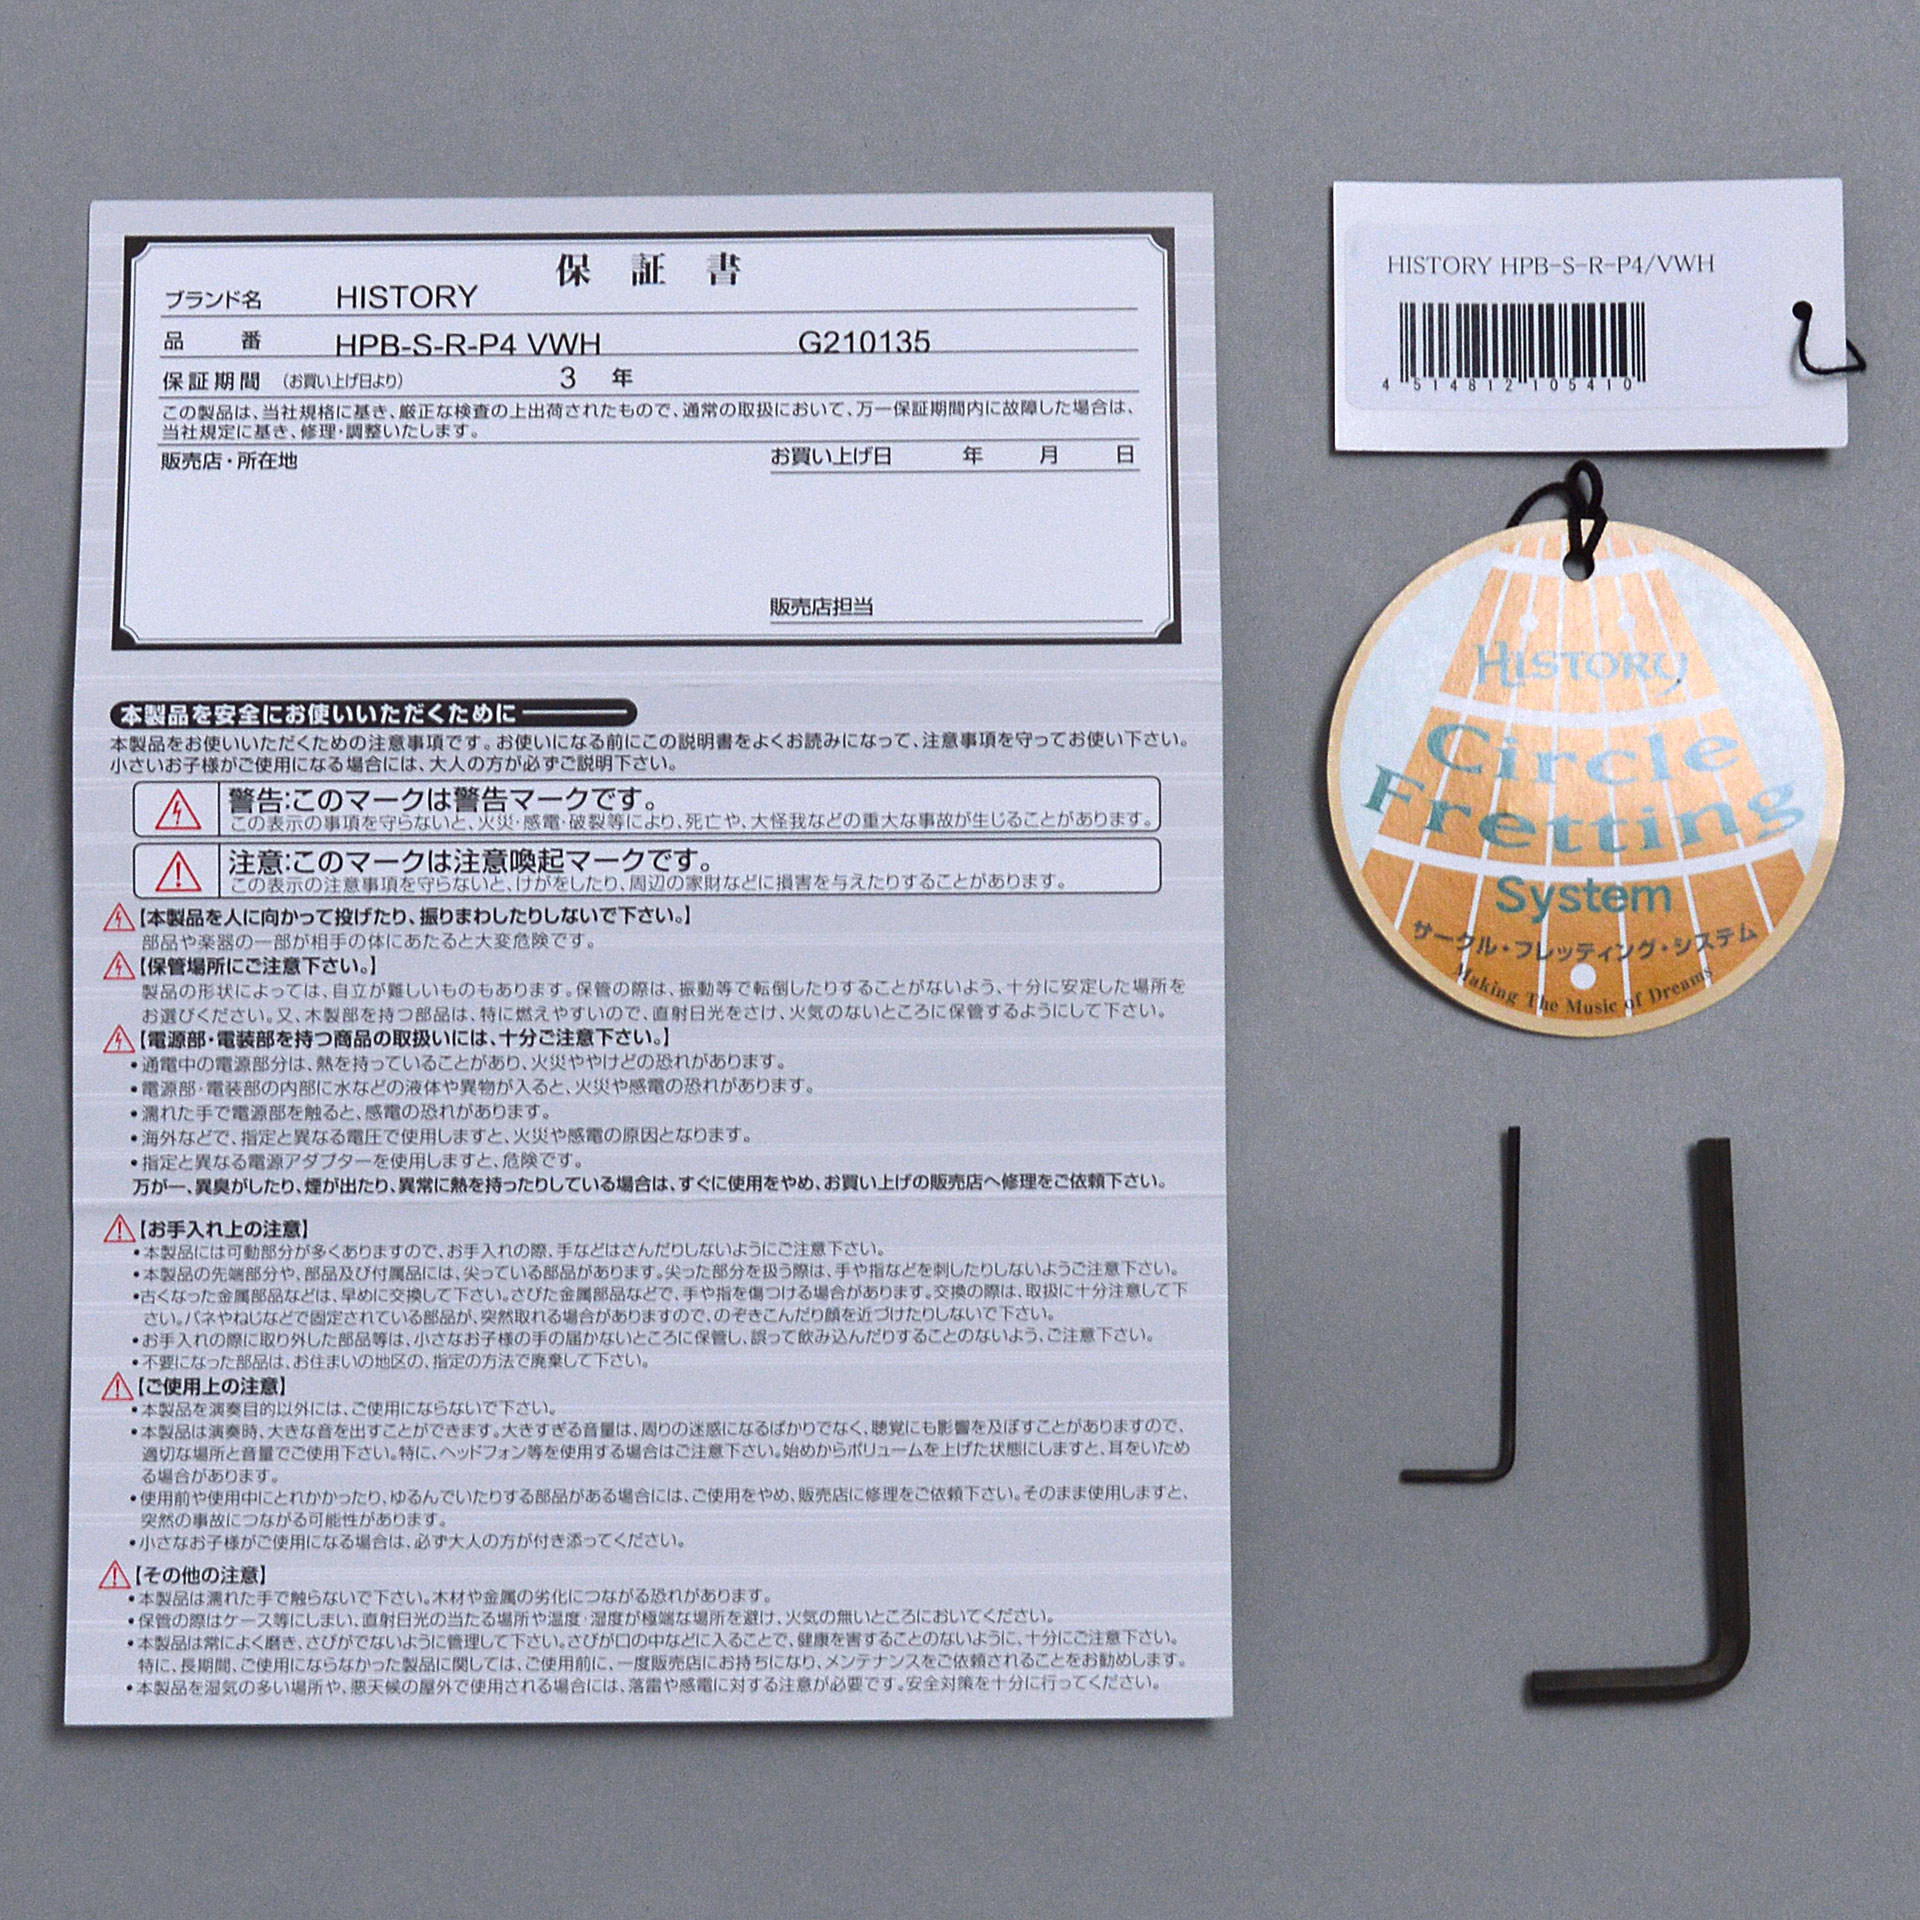 保証書
ブランド名 HISTORY
品番 HPB-S-R-P4 VWH G210135
保証期間 (お買い上げ日より) 3 年
この製品は、当社規格に基き、厳正な検査の上出荷されたもので、通常の取扱において、万一保証期間内に故障した場合は、
当社規定に基き、修理・調整いたします。
販売店・所在地 お買い上げ日 年 月 日
販売店担当
本製品を安全にお使いいただくために
本製品をお使いいただくための注意事項です。お使いになる前にこの説明書をよくお読みになって、注意事項を守ってお使い下さい。
小さいお子様がご使用になる場合には、大人の方が必ずご説明下さい。
警告:このマークは警告マークです。
この表示の事項を守らないと、火災・感電・破裂等により、死亡や、大怪我などの重大な事故が生じることがあります。
注意:このマークは注意喚起マークです。
この表示の注意事項を守らないと、けがをしたり、周辺の家財などに損害を与えたりすることがあります。
【本製品を人に向かって投げたり、振りまわしたりしないで下さい。】
部品や楽器の一部が相手の体にあたると大変危険です。
【保管場所にご注意下さい。】
製品の形状によっては、自立が難しいものもあります。保管の際は、振動等で転倒したりすることがないよう、十分に安定した場所を
お選びください。又、木製部を持つ部品は、特に燃えやすいので、直射日光をさけ、火気のないところに保管するようにして下さい。
【電源部・電装部を持つ商品の取扱いには、十分ご注意下さい。】
•通電中の電源部分は、熱を持っていることがあり、火災ややけどの恐れがあります。
•電源部・電装部の内部に水などの液体や異物が入ると、火災や感電の恐れがあります。
•濡れた手で電源部を触ると、感電の恐れがあります。
•海外などで、指定と異なる電圧で使用しますと、火災や感電の原因となります。
•指定と異なる電源アダプターを使用しますと、危険です。
万が一、異臭がしたり、煙が出たり、異常に熱を持ったりしている場合は、すぐに使用をやめ、お買い上げの販売店へ修理をご依頼下さい。
【お手入れ上の注意】
•本製品には可動部分が多くありますので、お手入れの際、手などはさんだりしないようにご注意下さい。
•本製品の先端部分や、部品及び付属品には、尖っている部品があります。尖った部分を扱う際は、手や指などを刺したりしないようご注意下さい。
•古くなった金属部品などは、早めに交換して下さい。さびた金属部品などで、手や指を傷つける場合があります。交換の際は、取扱に十分注意して下
さい。バネやねじなどで固定されている部品が、突然取れる場合がありますので、のぞきこんだり顔を近づけたりしないで下さい。
•お手入れの際に取り外した部品等は、小さなお子様の手の届かないところに保管し、誤って飲み込んだりすることのないよう、ご注意下さい。
•不要になった部品は、お住まいの地区の、指定の方法で廃棄して下さい。
【ご使用上の注意】
•本製品を演奏目的以外には、ご使用にならないで下さい。
•本製品は演奏時、大きな音を出すことができます。大きすぎる音量は、周りの迷惑になるばかりでなく、聴覚にも影響を及ぼすことがありますので、
適切な場所と音量でご使用下さい。特に、ヘッドフォン等を使用する場合はご注意下さい。始めからボリュームを上げた状態にしますと、耳をいため
る場合があります。
•使用前や使用中にとれかかったり、ゆるんでいたりする部品がある場合には、ご使用をやめ、販売店に修理をご依頼下さい。そのまま使用しますと、
突然の事故につながる可能性があります。
•小さなお子様がご使用になる場合は、必ず大人の方が付き添ってください。
【その他の注意】
•本製品は濡れた手で触らないで下さい。木材や金属の劣化につながる恐れがあります。
•保管の際はケース等にしまい、直射日光の当たる場所や温度・湿度が極端な場所を避け、火気の無いところにおいてください。
•本製品は常によく磨き、さびがでないように管理して下さい。さびが口の中などに入ることで、健康を害することのないように、十分にご注意下さい。
特に、長期間、ご使用にならなかった製品に関しては、ご使用前に、一度販売店にお持ちになり、メンテナンスをご依頼されることをお勧めします。
•本製品を湿気の多い場所や、悪天候の屋外で使用される場合には、落雷や感電に対する注意が必要です。安全対策を十分に行ってください。
HISTORY HPB-S-R-P4/VWH
4 514812 105410
HISTORY
Circle
Fretting
System
サークル・フレッティング・システム
Making The Music of Dreams